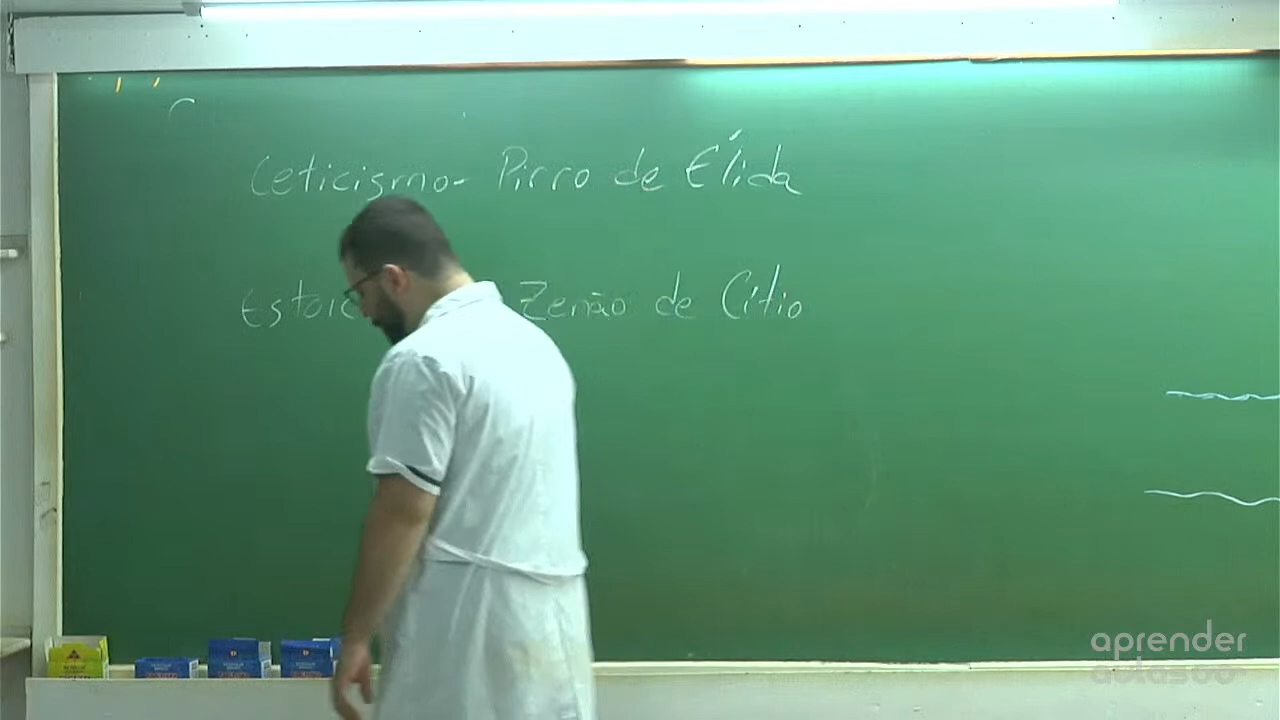 Ceticismo - Pirro de Élida
Estoic Zenão de Cítio
aprender